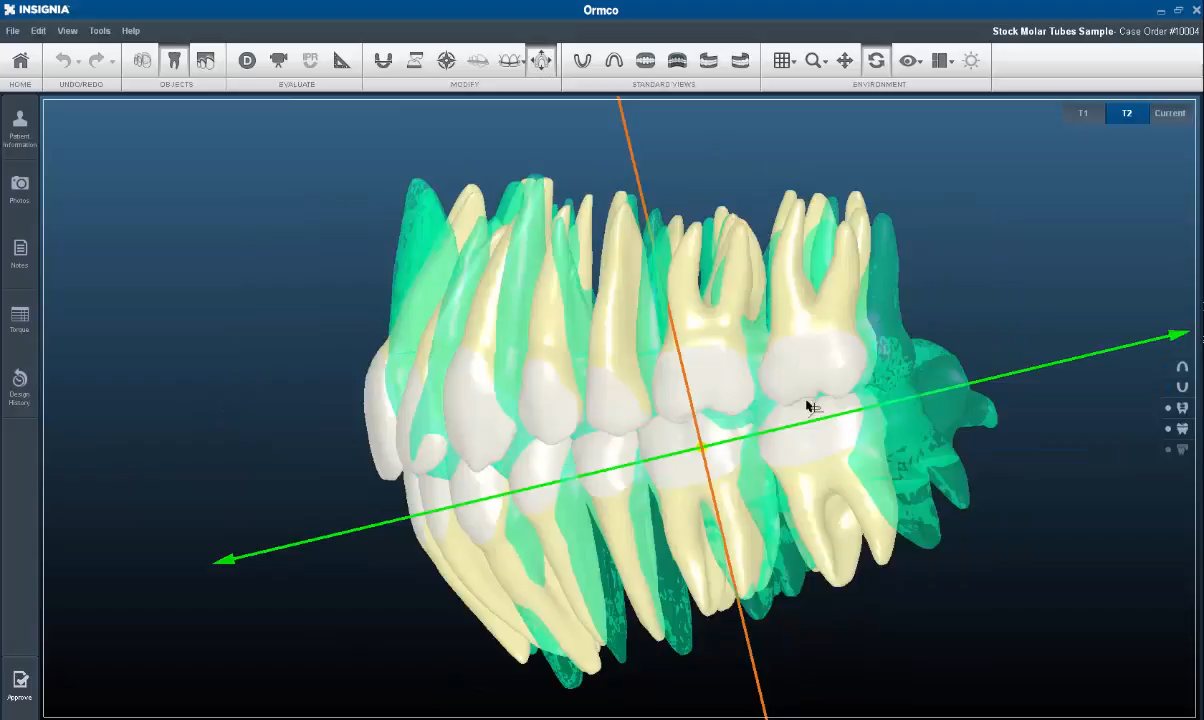 INSIGNIA
Ormco
File Edit View Tools Help
Stock Molar Tubes Sample- Case Order #10004
D
IPR
HOME UNDO/REDO OBJECTS EVALUATE MODIFY STANDARD VIEWS ENVIRONMENT
T1 T2 Current
Patient
Information
Photos
Notes
Torque
Design
History
Approve